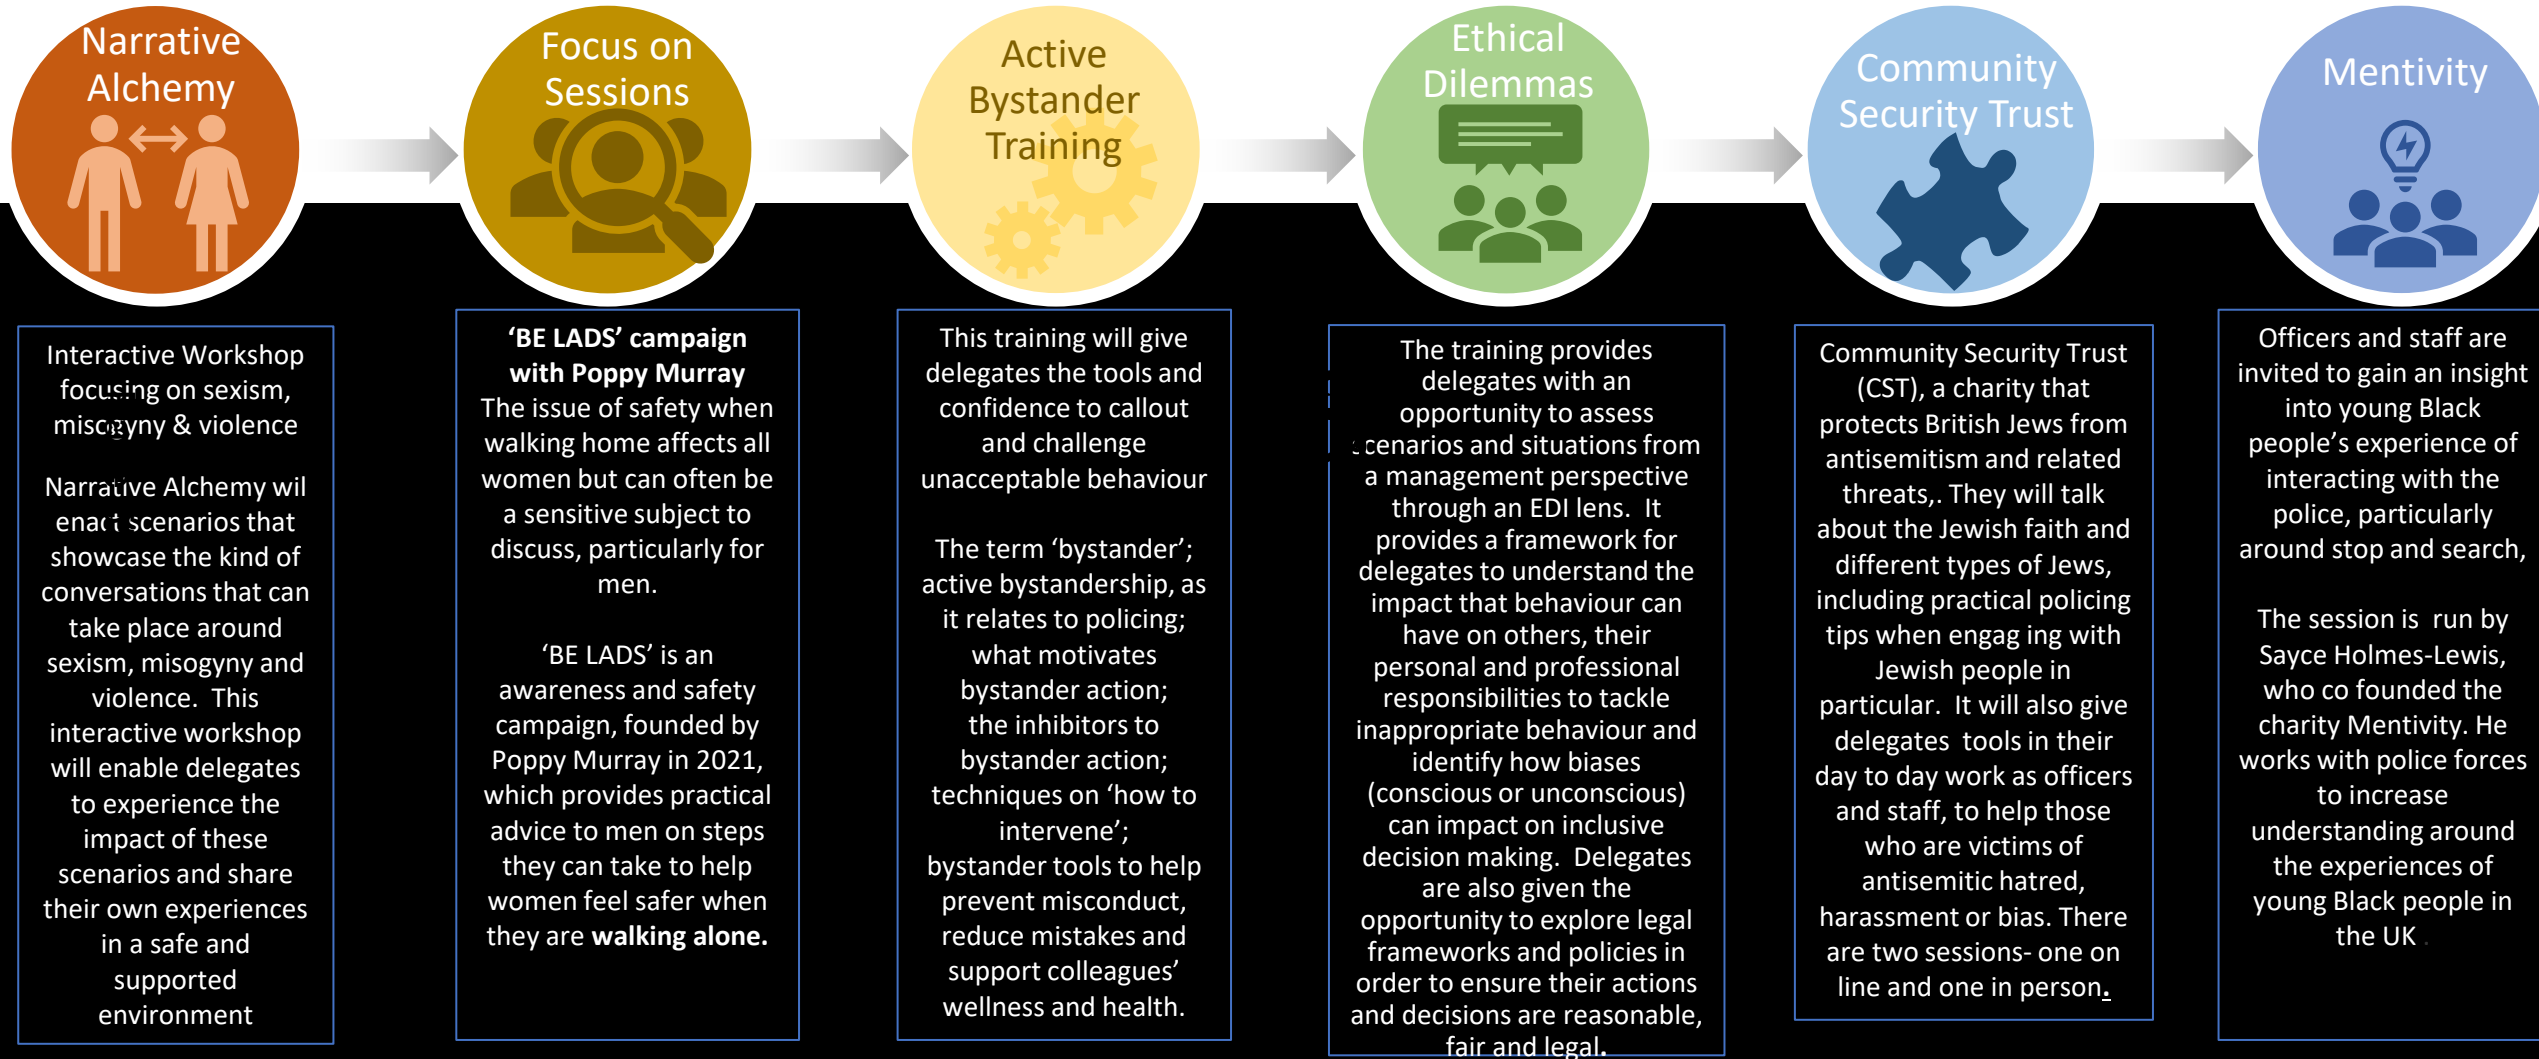 Narrative
Alchemy
Focus on
Sessions
Active
Bystander
Training
Ethical
Dilemmas
Community
Security Trust
Mentivity
Interactive Workshop
focusing on sexism,
misogyny & violence
Narrative Alchemy wil
enact scenarios that
showcase the kind of
conversations that can
take place around
sexism, misogyny and
violence. This
interactive workshop
will enable delegates
to experience the
impact of these
scenarios and share
their own experiences
in a safe and
supported
environment
‘BE LADS’ campaign
with Poppy Murray
The issue of safety when
walking home affects all
women but can often be
a sensitive subject to
discuss, particularly for
men.
‘BE LADS’ is an
awareness and safety
campaign, founded by
Poppy Murray in 2021,
which provides practical
advice to men on steps
they can take to help
women feel safer when
they are walking alone.
This training will give
delegates the tools and
confidence to callout
and challenge
unacceptable behaviour
The term ‘bystander’;
active bystandership, as
it relates to policing;
what motivates
bystander action;
the inhibitors to
bystander action;
techniques on ‘how to
intervene’;
bystander tools to help
prevent misconduct,
reduce mistakes and
support colleagues’
wellness and health.
The training provides
delegates with an
opportunity to assess
scenarios and situations from
a management perspective
through an EDI lens. It
provides a framework for
delegates to understand the
impact that behaviour can
have on others, their
personal and professional
responsibilities to tackle
inappropriate behaviour and
identify how biases
(conscious or unconscious)
can impact on inclusive
decision making. Delegates
are also given the
opportunity to explore legal
frameworks and policies in
order to ensure their actions
and decisions are reasonable,
fair and legal.
Community Security Trust
(CST), a charity that
protects British Jews from
antisemitism and related
threats,. They will talk
about the Jewish faith and
different types of Jews,
including practical policing
tips when engag ing with
Jewish people in
particular. It will also give
delegates tools in their
day to day work as officers
and staff, to help those
who are victims of
antisemitic hatred,
harassment or bias. There
are two sessions- one on
line and one in person.
Officers and staff are
invited to gain an insight
into young Black
people’s experience of
interacting with the
police, particularly
around stop and search,
The session is run by
Sayce Holmes-Lewis,
who co founded the
charity Mentivity. He
works with police forces
to increase
understanding around
the experiences of
young Black people in
the UK .